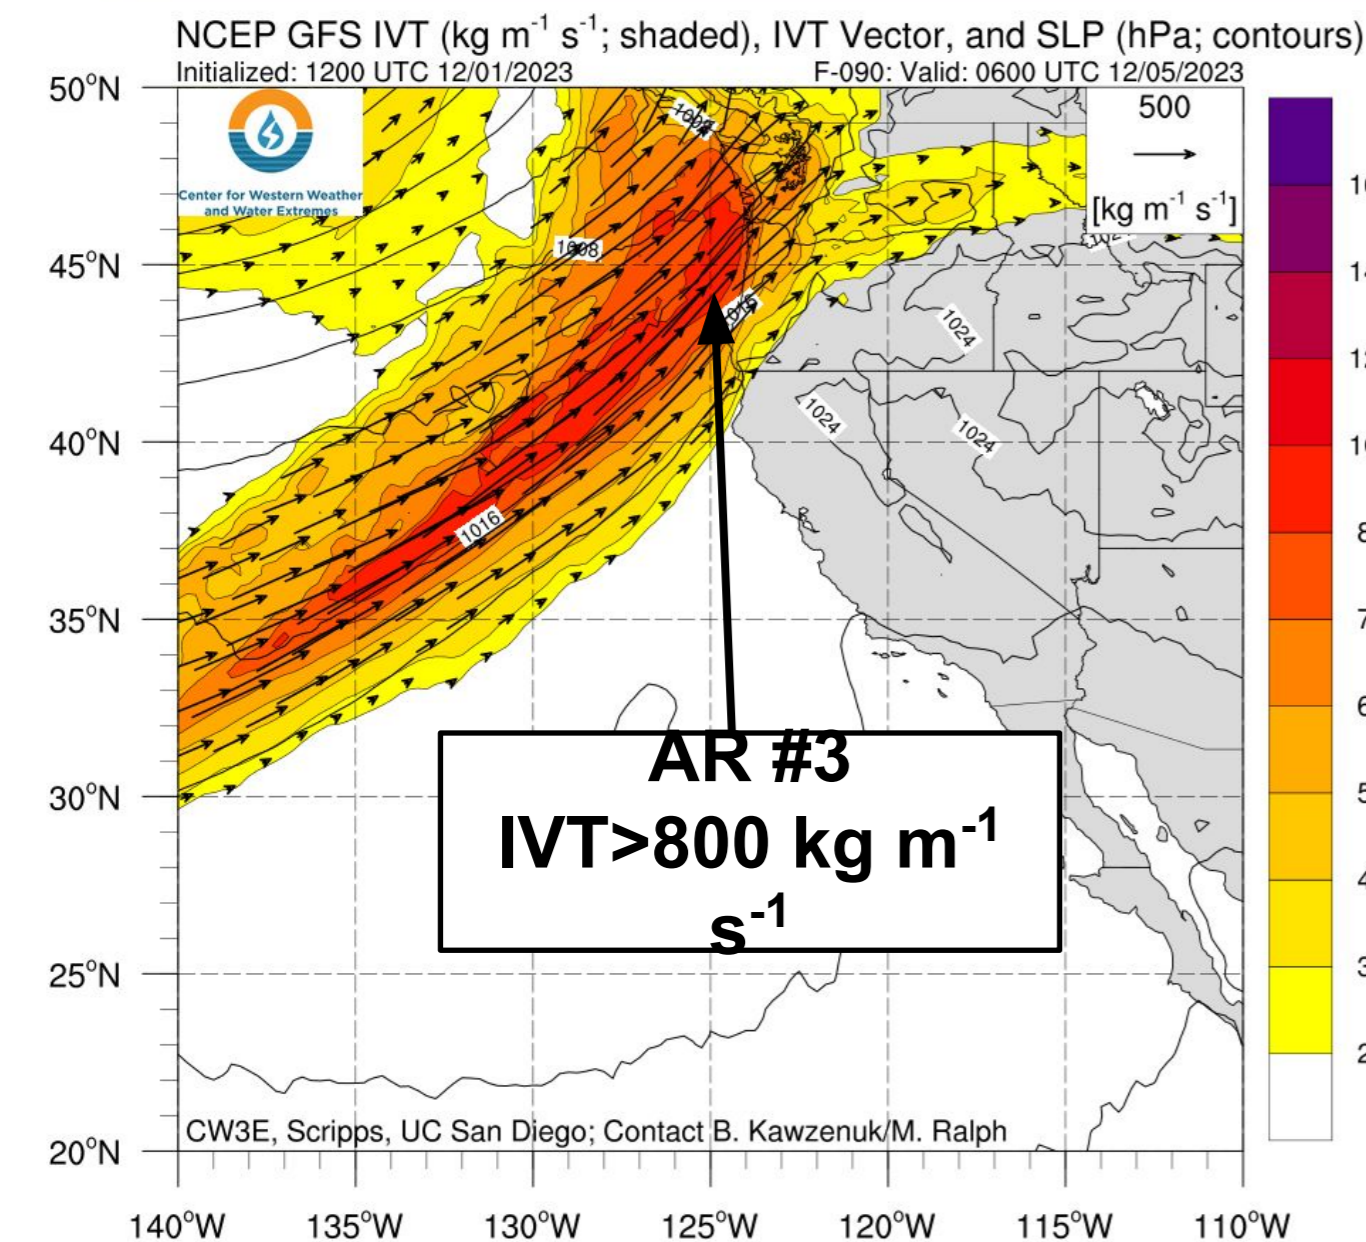 NCEP GFS IVT (kg m⁻¹ s⁻¹; shaded), IVT Vector, and SLP (hPa; contours)
Initialized: 1200 UTC 12/01/2023
F-090: Valid: 0600 UTC 12/05/2023
Center for Western Weather
and Water Extremes
500
[kg m⁻¹ s⁻¹]
50°N
45°N
40°N
35°N
30°N
25°N
20°N
1008
1016
1016
1024
1024
1024
AR #3
IVT>800 kg m⁻¹
s⁻¹
CW3E, Scripps, UC San Diego; Contact B. Kawzenuk/M. Ralph
140°W
135°W
130°W
125°W
120°W
115°W
110°W